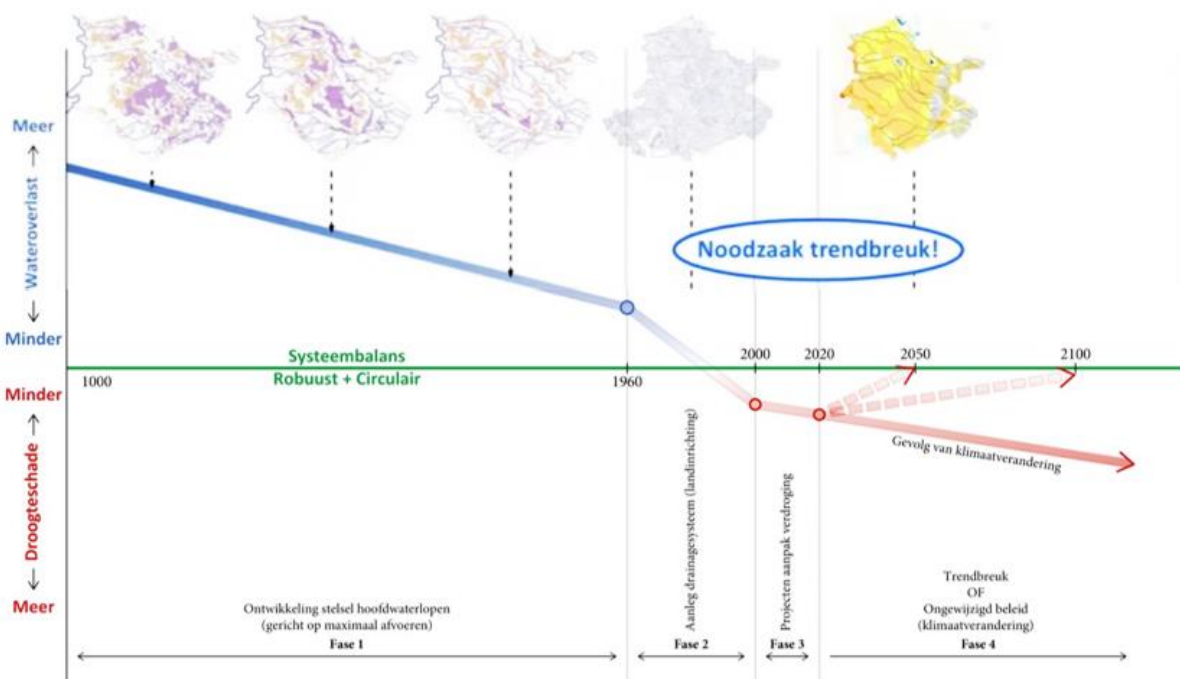 Meer
Wateroverlast
Minder
Noodzaak trendbreuk!
Systeembalans
Robuust + Circulair
1000
1960
2000
2020
2050
2100
Minder
Droogteschade
Meer
Gevolg van klimaatverandering
Ontwikkeling stelsel hoofdwaterlopen
(gericht op maximaal afvoeren)
Fase 1
Aanleg drainagesysteem (landinrichting)
Fase 2
Projecten aanpak verdroging
Fase 3
Trendbreuk
OF
Ongewijzigd beleid
(klimaatverandering)
Fase 4